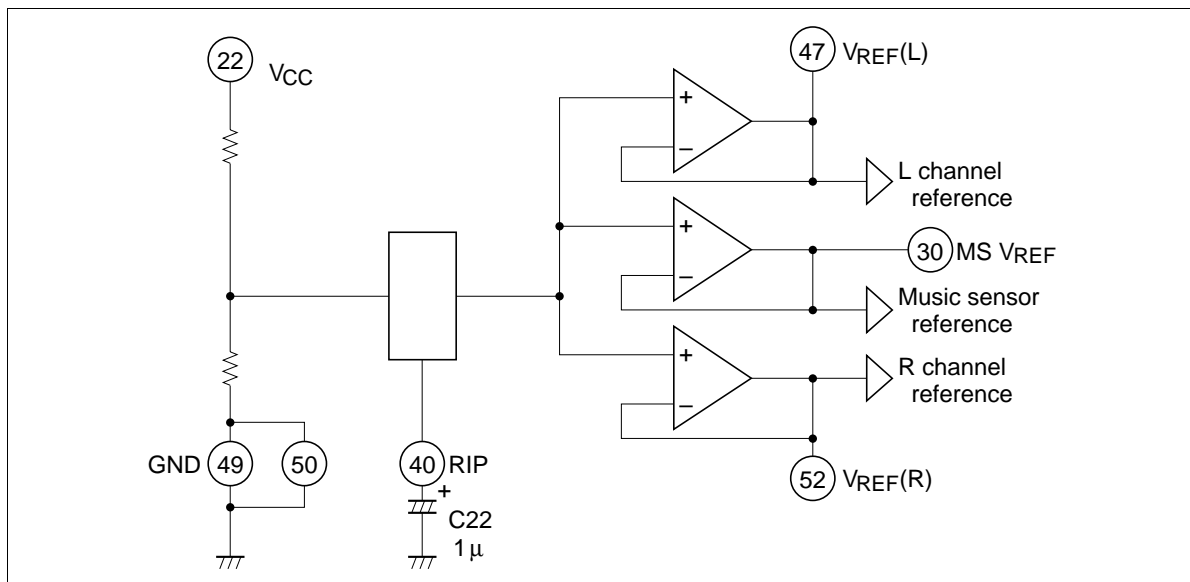 22
VCC
47
VREF(L)
+
−
L channel
reference
+
−
30
MS VREF
Music sensor
reference
+
−
R channel
reference
GND
49
50
40
RIP
+
C22
1 μ
52
VREF(R)